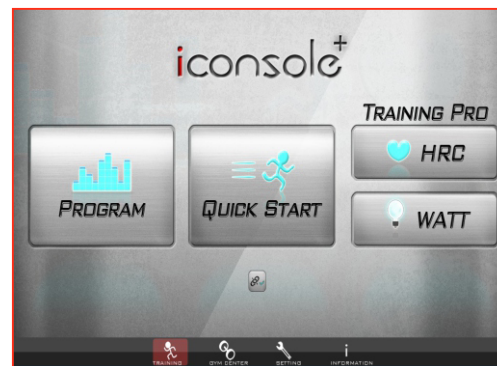 iconsole+
TRAINING PRO
PROGRAM
QUICK START
HRC
WATT
TRAINING
GYM CENTER
SETTING
INFORMATION